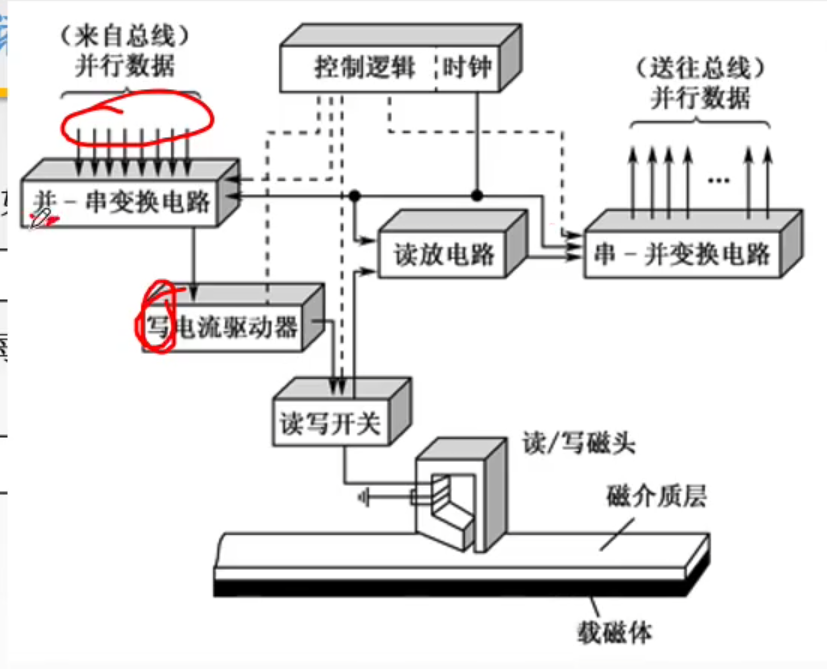 (来自总线)
并行数据
控制逻辑 时钟
(送往总线)
并行数据
并-串变换电路
读放电路
…
串-并变换电路
写电流驱动器
读写开关
读/写磁头
磁介质层
载磁体